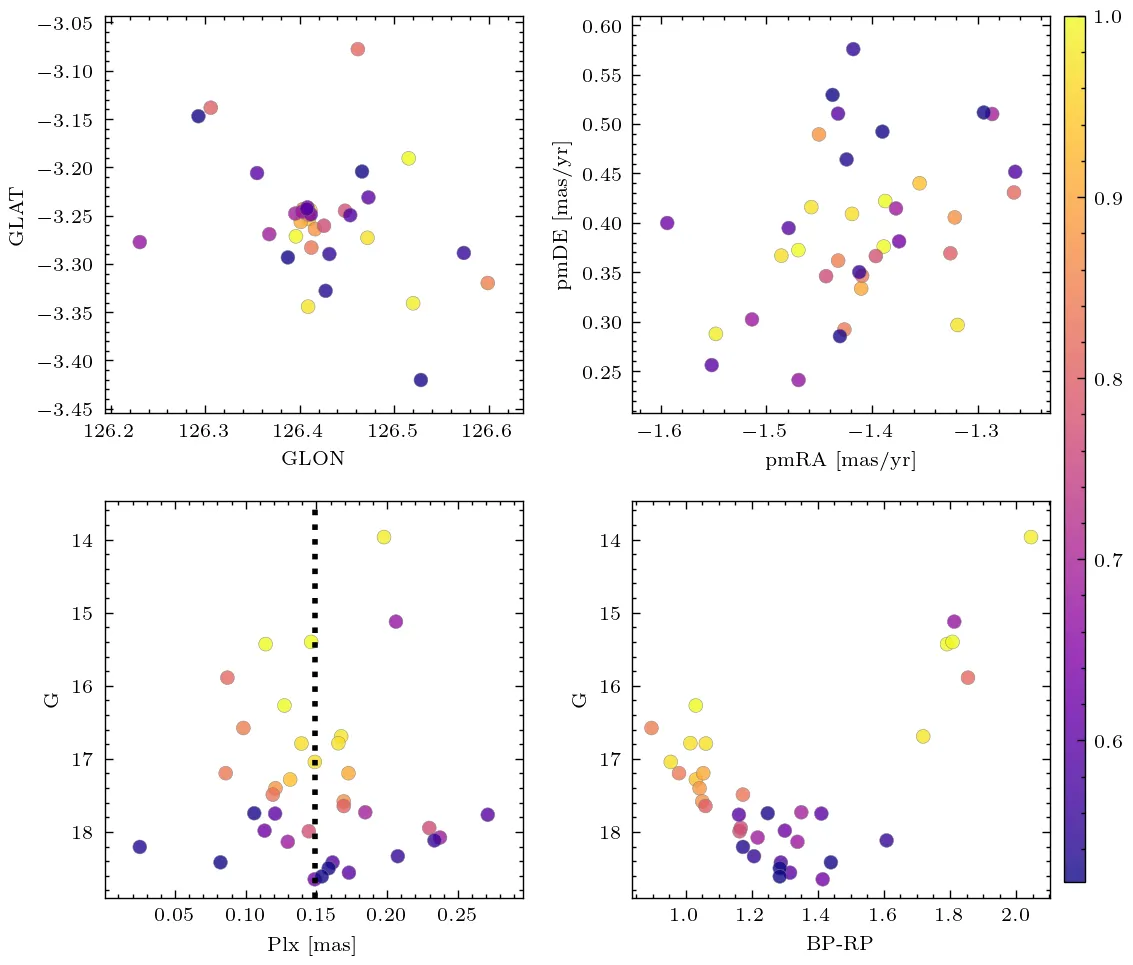 −3.05
−3.10
−3.15
−3.20
−3.25
−3.30
−3.35
−3.40
−3.45
GLAT
126.2 126.3 126.4 126.5 126.6
GLON
0.60
0.55
0.50
0.45
0.40
0.35
0.30
0.25
pmDE [mas/yr]
−1.6 −1.5 −1.4 −1.3
pmRA [mas/yr]
1.0
0.9
0.8
0.7
0.6
14
15
16
17
18
G
0.05 0.10 0.15 0.20 0.25
Plx [mas]
14
15
16
17
18
G
1.0 1.2 1.4 1.6 1.8 2.0
BP-RP